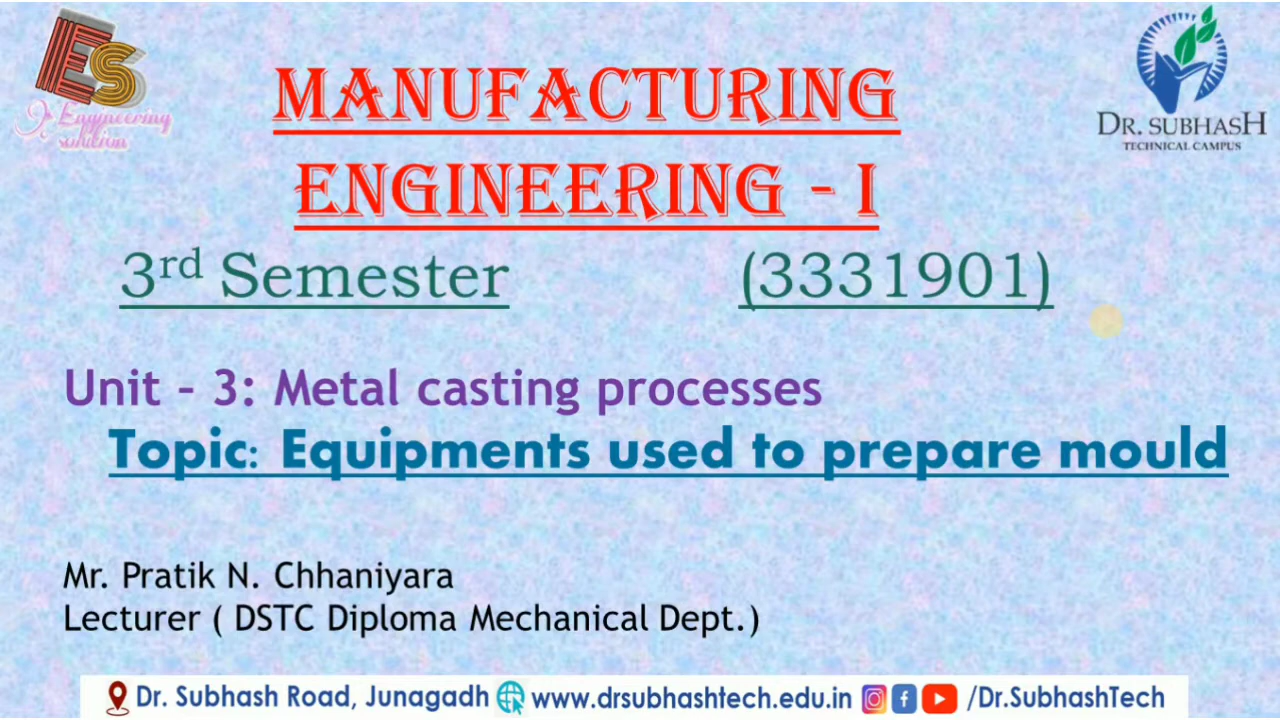 ES
Engineering
solution
DR. SUBHASH
TECHNICAL CAMPUS
MANUFACTURING
ENGINEERING - I
3rd Semester (3331901)
Unit – 3: Metal casting processes
Topic: Equipments used to prepare mould
Mr. Pratik N. Chhaniyara
Lecturer ( DSTC Diploma Mechanical Dept.)
Dr. Subhash Road, Junagadh www.drsubhashtech.edu.in /Dr.SubhashTech